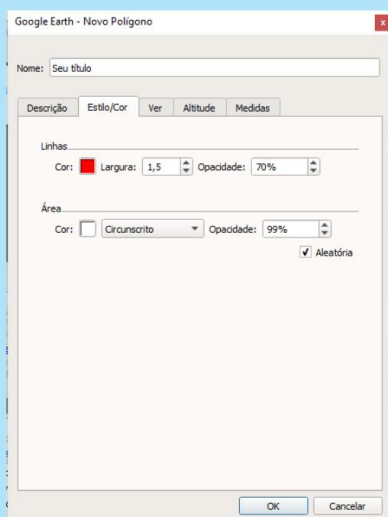 Google Earth - Novo Polígono
x
Nome: Seu título
Descrição Estilo/Cor Ver Altitude Medidas
Linhas
Cor: Largura: 1,5 Opacidade: 70%
Área
Cor: Circunscrito Opacidade: 99%
Aleatória
OK Cancelar